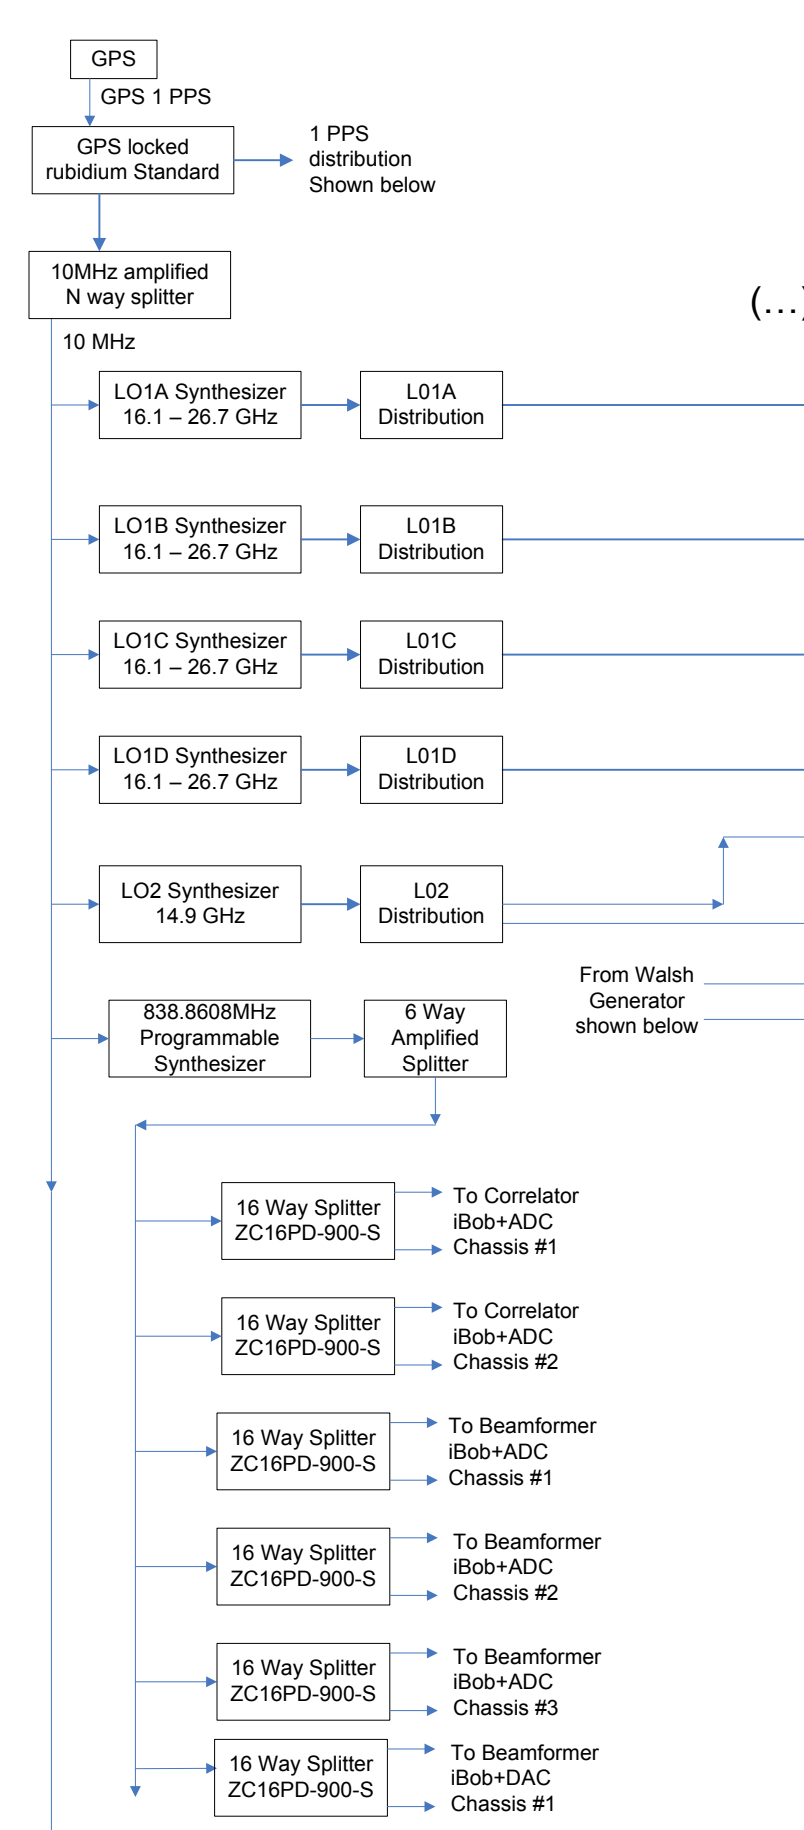 GPS
GPS 1 PPS
GPS locked
rubidium Standard
1 PPS
distribution
Shown below
10MHz amplified
N way splitter
(...)
10 MHz
LO1A Synthesizer
16.1 – 26.7 GHz
L01A
Distribution
LO1B Synthesizer
16.1 – 26.7 GHz
L01B
Distribution
LO1C Synthesizer
16.1 – 26.7 GHz
L01C
Distribution
LO1D Synthesizer
16.1 – 26.7 GHz
L01D
Distribution
LO2 Synthesizer
14.9 GHz
L02
Distribution
From Walsh
Generator
shown below
838.8608MHz
Programmable
Synthesizer
6 Way
Amplified
Splitter
16 Way Splitter
ZC16PD-900-S
To Correlator
iBob+ADC
Chassis #1
16 Way Splitter
ZC16PD-900-S
To Correlator
iBob+ADC
Chassis #2
16 Way Splitter
ZC16PD-900-S
To Beamformer
iBob+ADC
Chassis #1
16 Way Splitter
ZC16PD-900-S
To Beamformer
iBob+ADC
Chassis #2
16 Way Splitter
ZC16PD-900-S
To Beamformer
iBob+ADC
Chassis #3
16 Way Splitter
ZC16PD-900-S
To Beamformer
iBob+DAC
Chassis #1